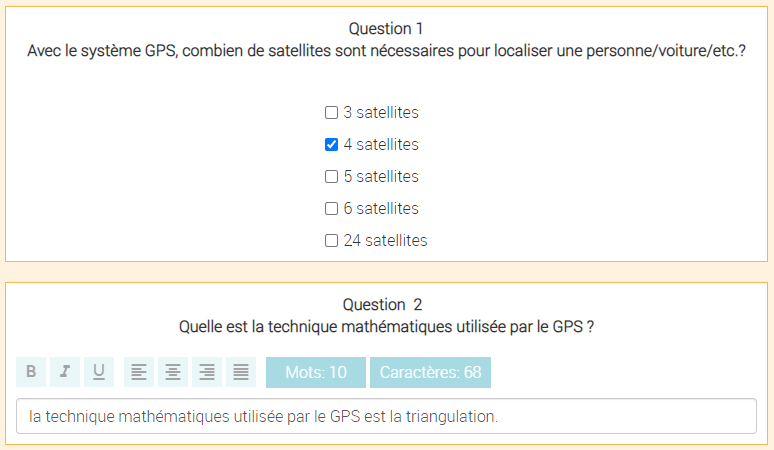 Question 1
Avec le système GPS, combien de satellites sont nécessaires pour localiser une personne/voiture/etc.?
3 satellites
4 satellites
5 satellites
6 satellites
24 satellites
Question 2
Quelle est la technique mathématiques utilisée par le GPS ?
B I U Mots: 10 Caractères: 68
la technique mathématiques utilisée par le GPS est la triangulation.